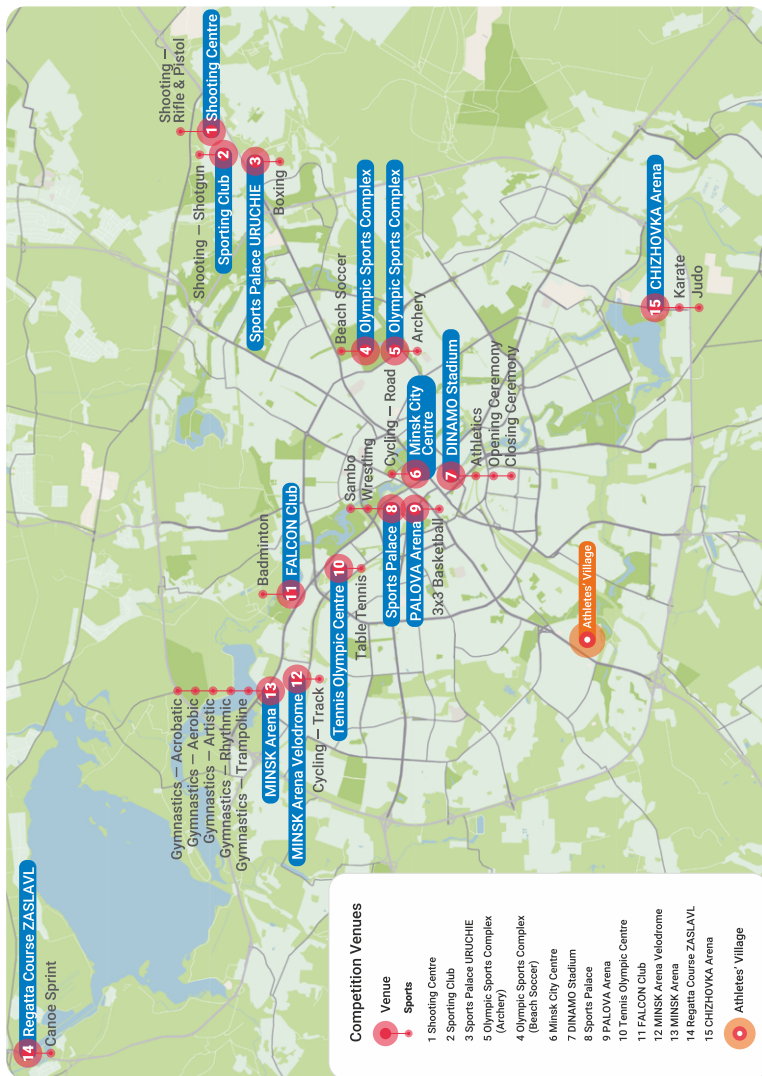 Shooting —
Rifle & Pistol
1 Shooting Centre
Shooting — Shotgun
2
Sporting Club
3
Sports Palace URUCHIE
Boxing
Beach Soccer
4 Olympic Sports Complex
5 Olympic Sports Complex
Archery
Cycling — Road
6 Minsk City
Centre
7 DINAMO Stadium
Athletics
Opening Ceremony
Closing Ceremony
15 CHIZHOVKA Arena
Karate
Judo
Sambo
Wrestling
Sports Palace 8
PALOVA Arena 9
3x3 Basketball
Badminton
11 FALCON Club
Tennis Olympic Centre 10
Table Tennis
Athletes' Village
Gymnastics — Acrobatic
Gymnastics — Aerobic
Gymnastics — Artistic
Gymnastics — Rhythmic
Gymnastics — Trampoline
MINSK Arena 13
MINSK Arena Velodrome 12
Cycling — Track
14 Regatta Course ZASLAVL
Canoe Sprint
Competition Venues
Venue
Sports
1 Shooting Centre
2 Sporting Club
3 Sports Palace URUCHIE
5 Olympic Sports Complex
(Archery)
4 Olympic Sports Complex
(Beach Soccer)
6 Minsk City Centre
7 DINAMO Stadium
8 Sports Palace
9 PALOVA Arena
10 Tennis Olympic Centre
11 FALCON Club
12 MINSK Arena Velodrome
13 MINSK Arena
14 Regatta Course ZASLAVL
15 CHIZHOVKA Arena
Athletes' Village